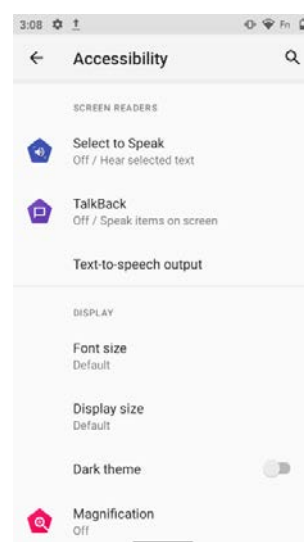 3:08 Fn
Accessibility
SCREEN READERS
Select to Speak
Off / Hear selected text
TalkBack
Off / Speak items on screen
Text-to-speech output
DISPLAY
Font size
Default
Display size
Default
Dark theme
Magnification
Off